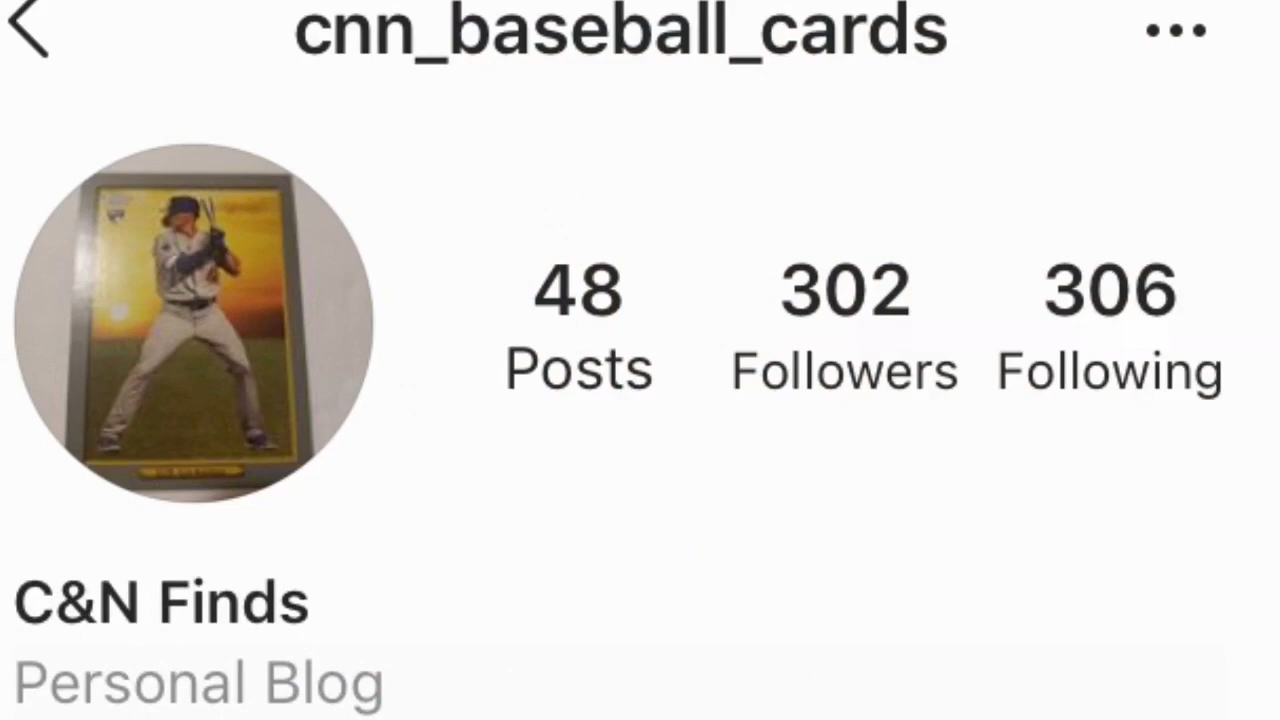 cnn_baseball_cards
48 302 306
Posts Followers Following
C&N Finds
Personal Blog